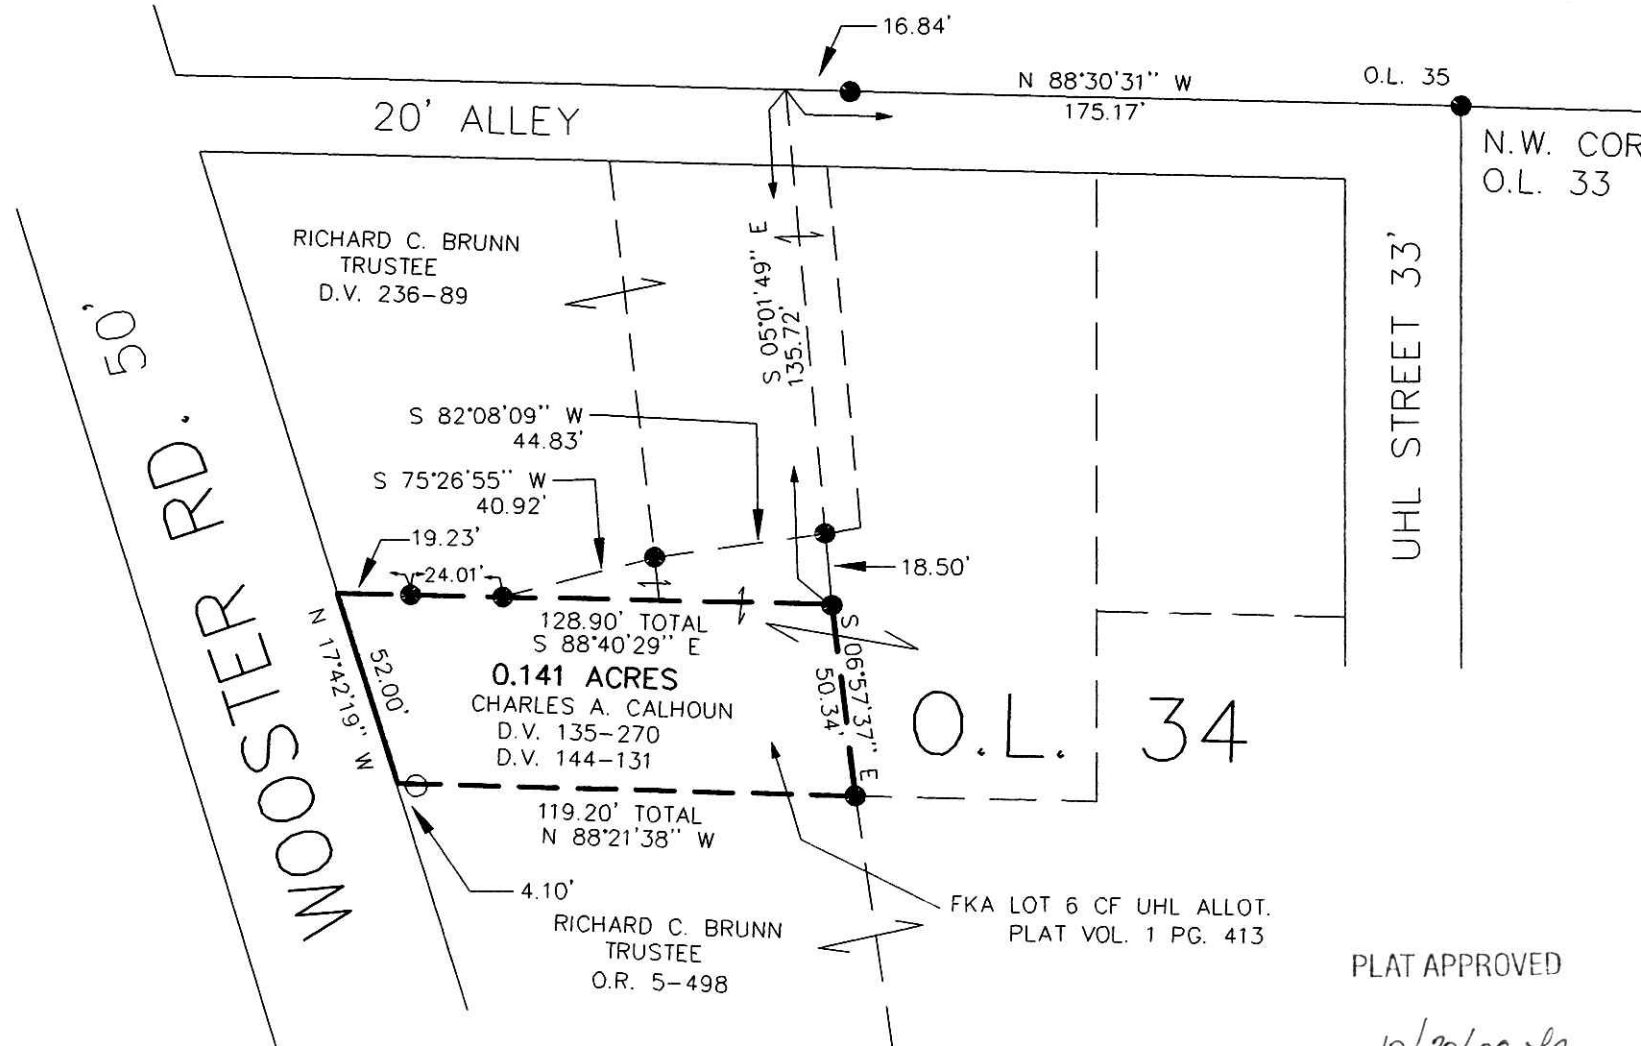 16.84'
N 88°30'31" W
175.17'
O.L. 35
20' ALLEY
N.W. COR
O.L. 33
RICHARD C. BRUNN
TRUSTEE
D.V. 236-89
S 05°01'49" E
135.72'
UHL STREET 33'
WOOSTER RD. 50'
S 82°08'09" W
44.83'
S 75°26'55" W
40.92'
19.23'
24.01'
18.50'
128.90' TOTAL
S 88°40'29" E
N 17°42'19" W
52.00'
0.141 ACRES
CHARLES A. CALHOUN
D.V. 135-270
D.V. 144-131
S 06°57'37" E
50.34'
O.L. 34
119.20' TOTAL
N 88°21'38" W
4.10'
RICHARD C. BRUNN
TRUSTEE
O.R. 5-498
FKA LOT 6 CF UHL ALLOT.
PLAT VOL. 1 PG. 413
PLAT APPROVED